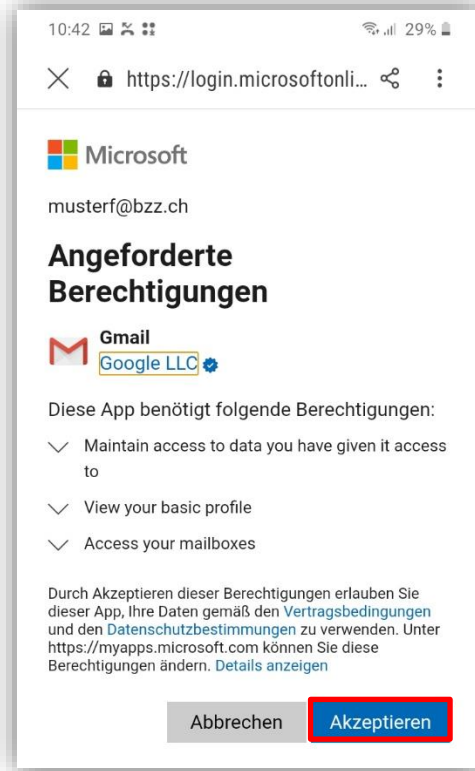 10:42 29%
https://login.microsoftonli...
Microsoft
musterf@bzz.ch
Angeforderte
Berechtigungen
Gmail
Google LLC
Diese App benötigt folgende Berechtigungen:
Maintain access to data you have given it access
to
View your basic profile
Access your mailboxes
Durch Akzeptieren dieser Berechtigungen erlauben Sie
dieser App, Ihre Daten gemäß den Vertragsbedingungen
und den Datenschutzbestimmungen zu verwenden. Unter
https://myapps.microsoft.com können Sie diese
Berechtigungen ändern. Details anzeigen
Abbrechen Akzeptieren